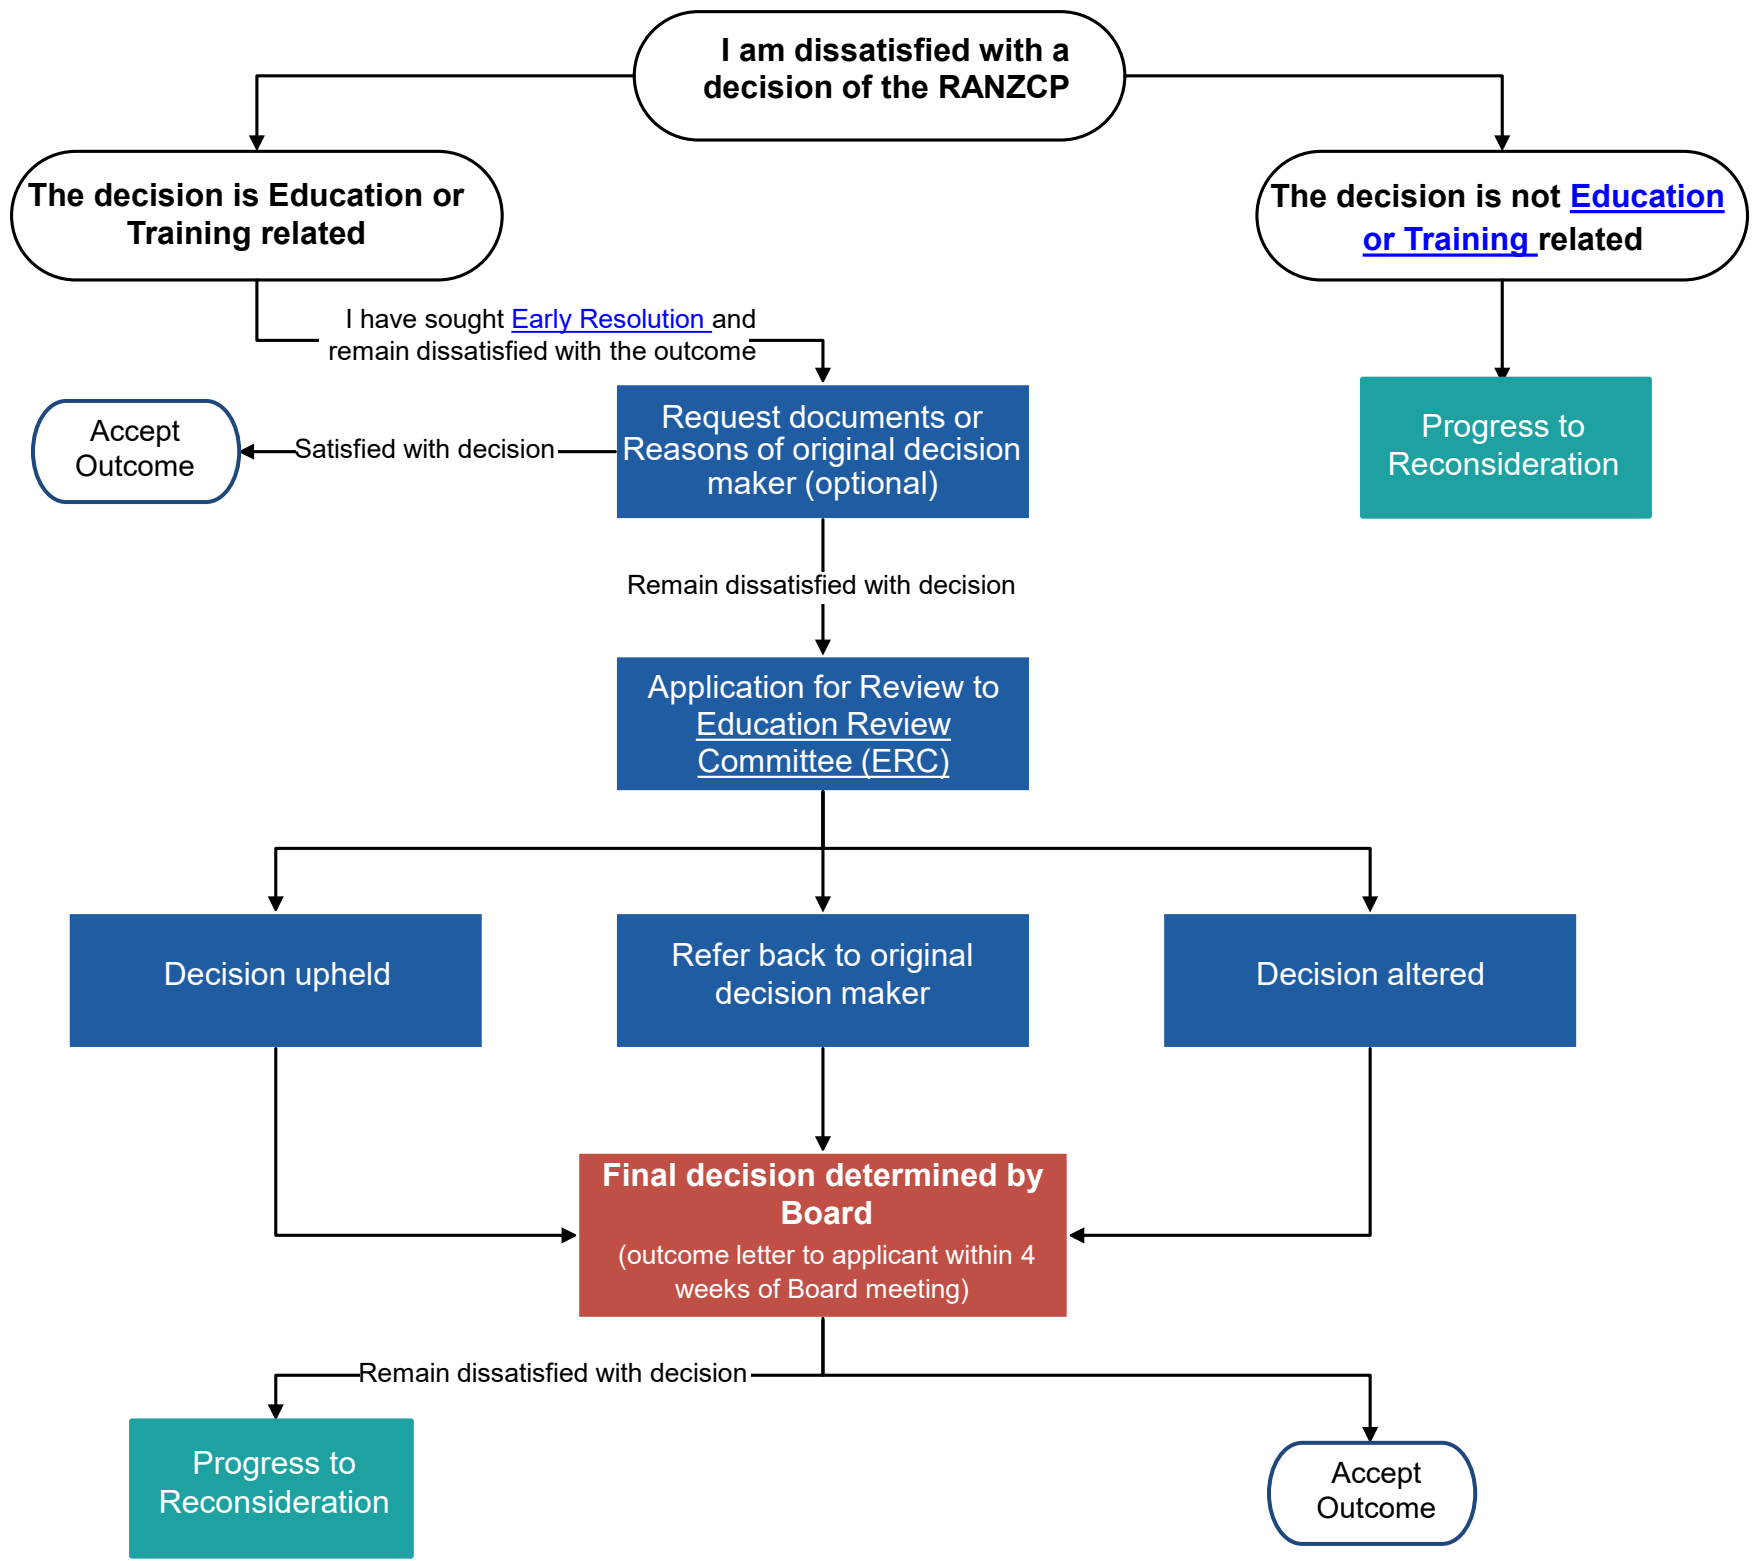 I am dissatisfied with a
decision of the RANZCP
The decision is Education or
Training related
The decision is not Education
or Training related
I have sought Early Resolution and
remain dissatisfied with the outcome
Accept
Outcome
Satisfied with decision
Request documents or
Reasons of original decision
maker (optional)
Progress to
Reconsideration
Remain dissatisfied with decision
Application for Review to
Education Review
Committee (ERC)
Decision upheld
Refer back to original
decision maker
Decision altered
Final decision determined by
Board
(outcome letter to applicant within 4
weeks of Board meeting)
Remain dissatisfied with decision
Progress to
Reconsideration
Accept
Outcome